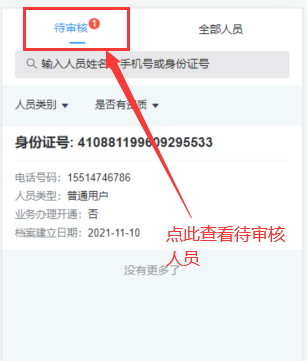 待审核 1 全部人员
输入人员姓名、手机号或身份证号
人员类别 是否有资质
身份证号: 410881199609295533
电话号码: 15514746786
人员类型: 普通用户
业务办理开通: 否
档案建立日期: 2021-11-10
点此查看待审核
人员
没有更多了